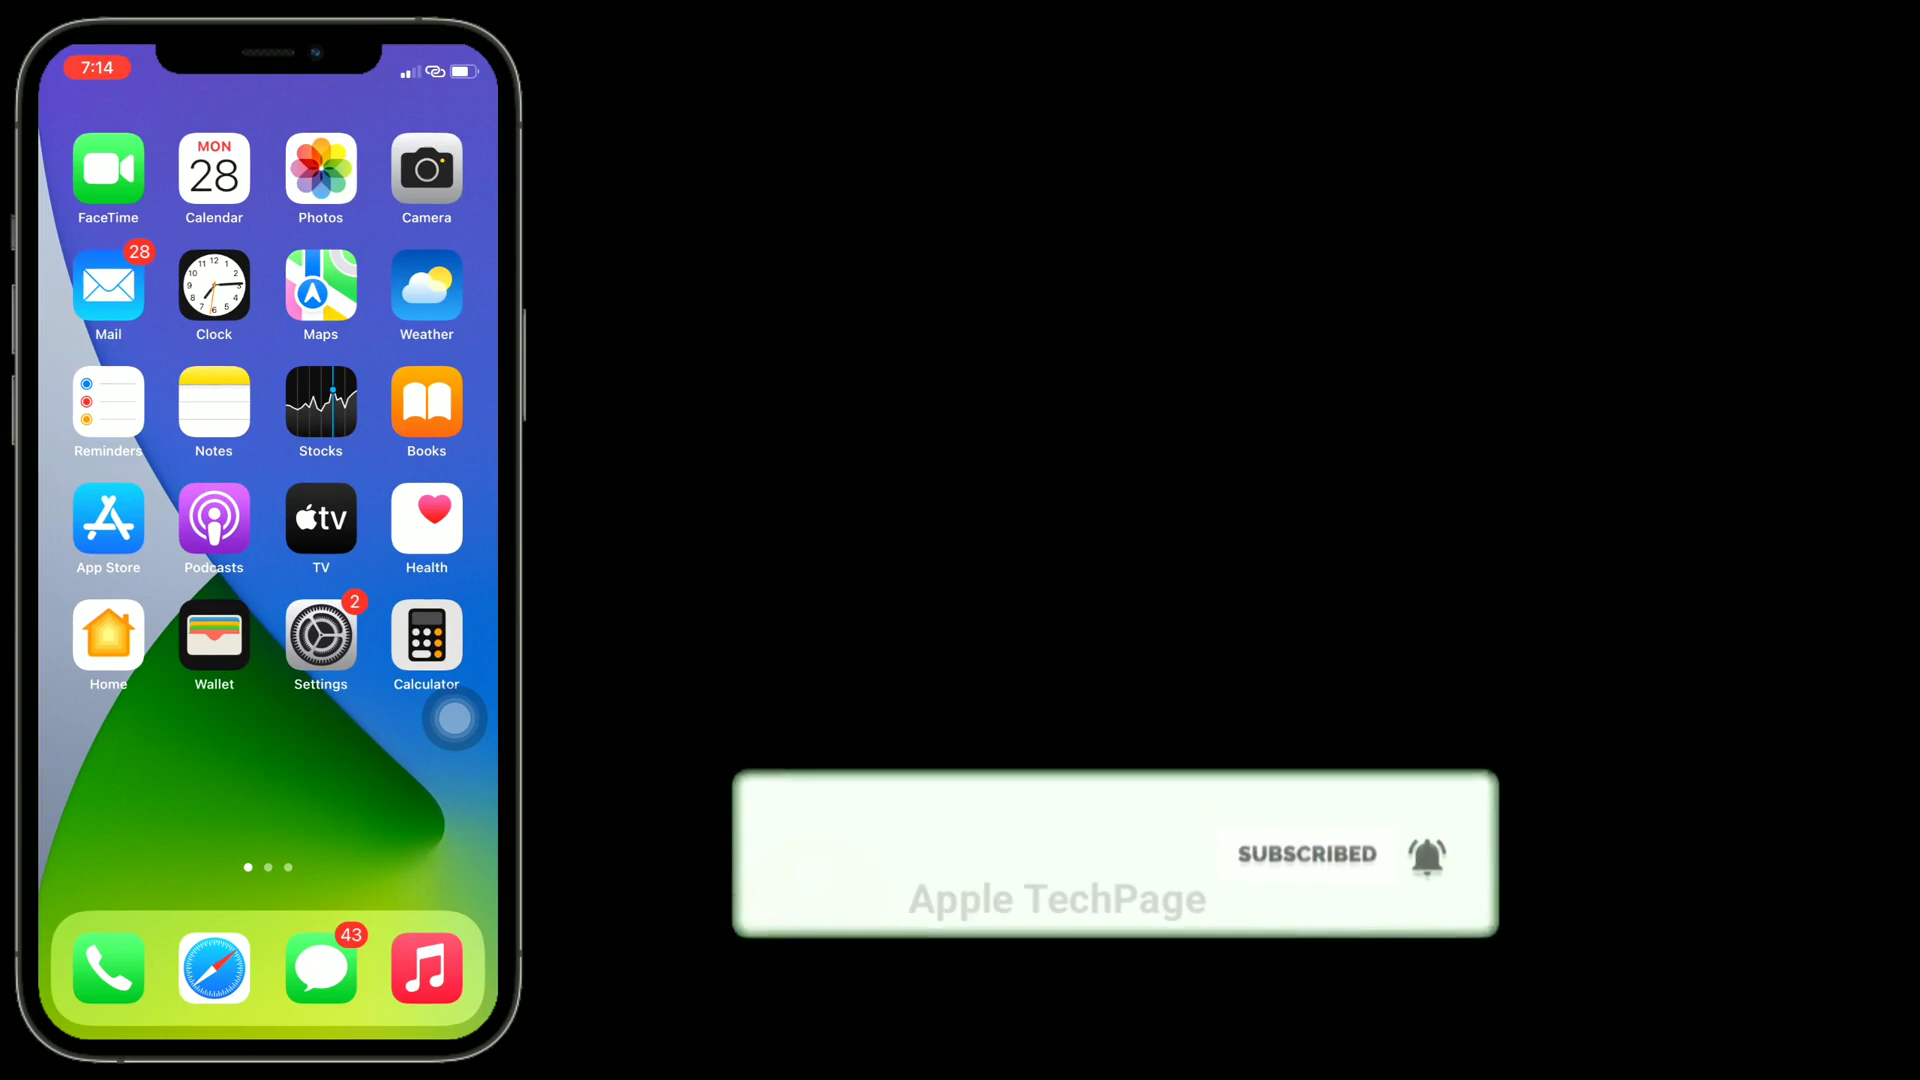 7:14
MON
28
FaceTime Calendar Photos Camera
28
Mail Clock Maps Weather
Reminders Notes Stocks Books
tv
App Store Podcasts TV Health
2
Home Wallet Settings Calculator
43
SUBSCRIBED
Apple TechPage